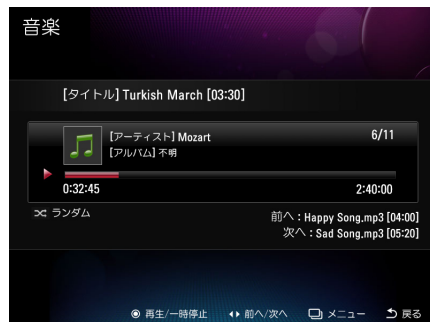 音楽
[タイトル] Turkish March [03:30]
[アーティスト] Mozart 6/11
[アルバム] 不明
0:32:45 2:40:00
ランダム
前へ : Happy Song.mp3 [04:00]
次へ : Sad Song.mp3 [05:20]
再生/一時停止 前へ/次へ メニュー 戻る